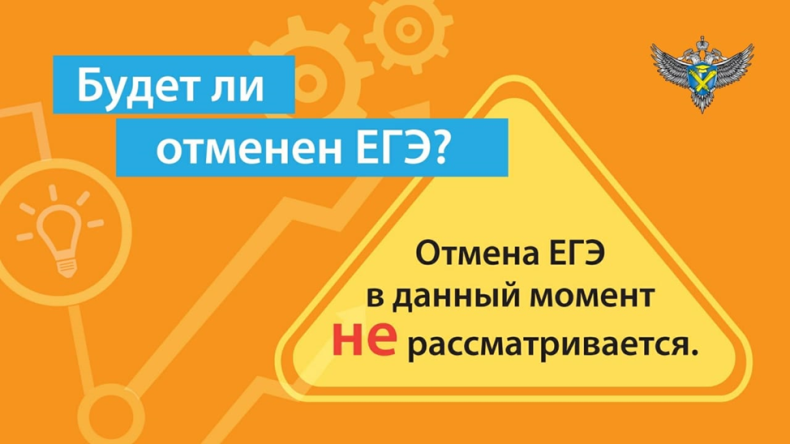 Будет ли
отменен ЕГЭ?
Отмена ЕГЭ
в данный момент
не рассматривается.